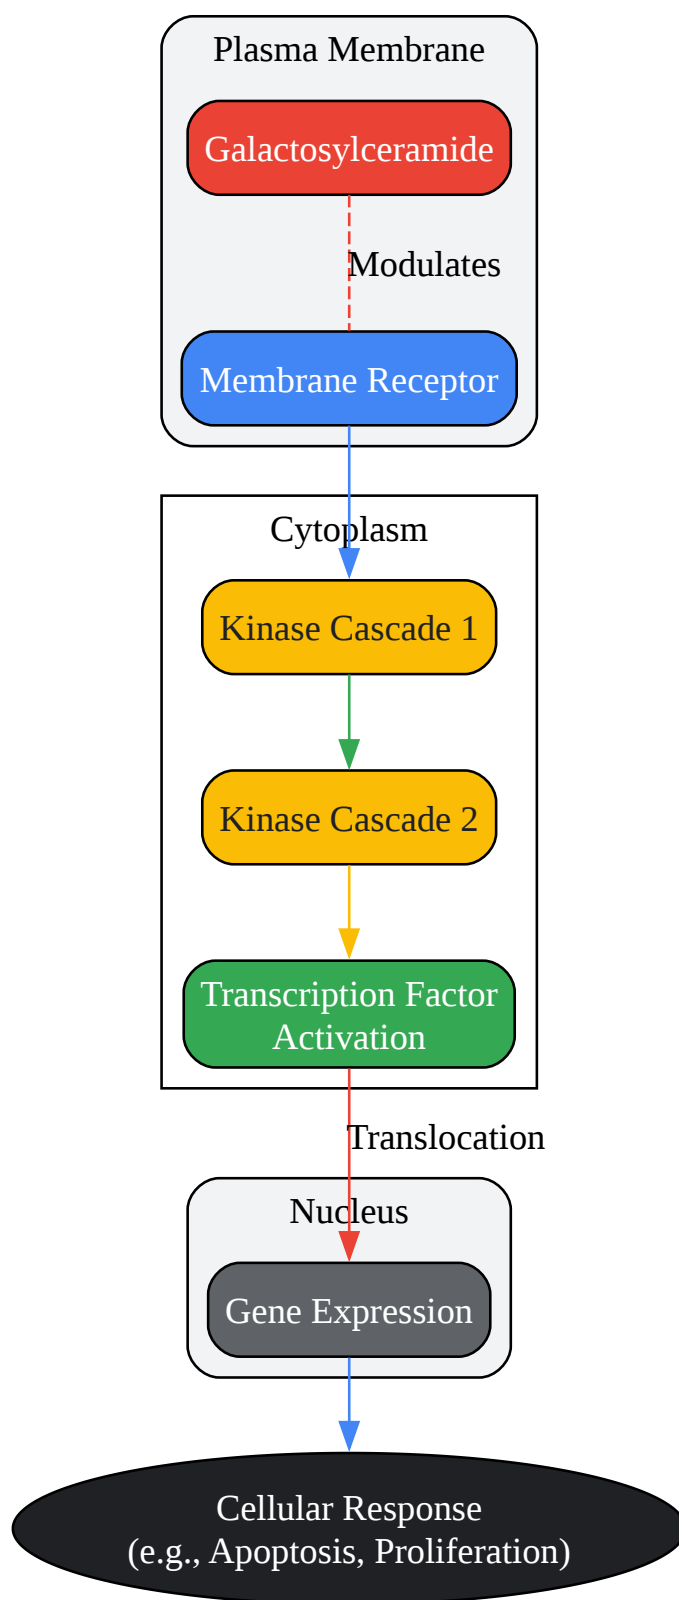 Plasma Membrane
Galactosylceramide
Modulates
Membrane Receptor
Cytoplasm
Kinase Cascade 1
Kinase Cascade 2
Transcription Factor
Activation
Translocation
Nucleus
Gene Expression
Cellular Response
(e.g., Apoptosis, Proliferation)